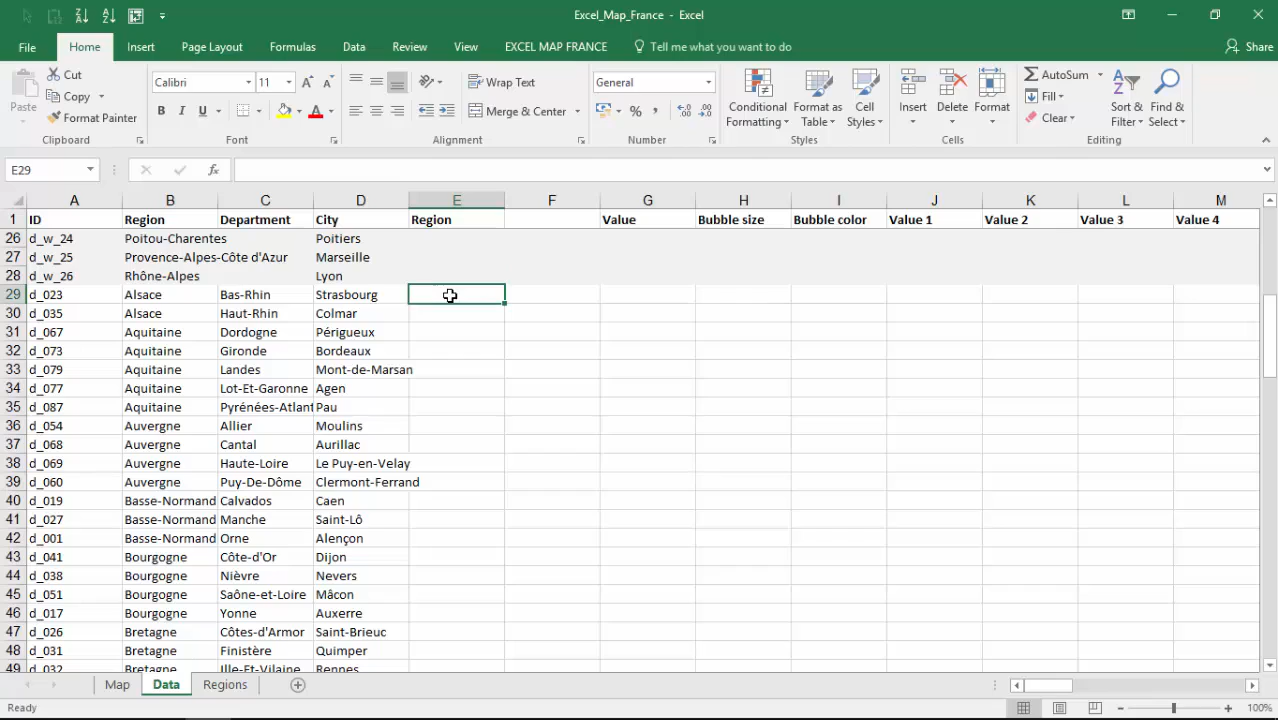 Excel_Map_France - Excel
File Home Insert Page Layout Formulas Data Review View EXCEL MAP FRANCE Tell me what you want to do Share
Paste Cut Copy Format Painter Clipboard
Calibri 11 B I U A Font
Wrap Text Merge & Center Alignment
General % , Number
Conditional Formatting Format as Table Cell Styles Styles
Insert Delete Format Cells
AutoSum Fill Clear Sort & Filter Find & Select Editing
E29 fx
A B C D E F G H I J K L M
1 ID Region Department City Region Value Bubble size Bubble color Value 1 Value 2 Value 3 Value 4
26 d_w_24 Poitou-Charentes Poitiers
27 d_w_25 Provence-Alpes-Côte d'Azur Marseille
28 d_w_26 Rhône-Alpes Lyon
29 d_023 Alsace Bas-Rhin Strasbourg
30 d_035 Alsace Haut-Rhin Colmar
31 d_067 Aquitaine Dordogne Périgueux
32 d_073 Aquitaine Gironde Bordeaux
33 d_079 Aquitaine Landes Mont-de-Marsan
34 d_077 Aquitaine Lot-Et-Garonne Agen
35 d_087 Aquitaine Pyrénées-Atlant Pau
36 d_054 Auvergne Allier Moulins
37 d_068 Auvergne Cantal Aurillac
38 d_069 Auvergne Haute-Loire Le Puy-en-Velay
39 d_060 Auvergne Puy-De-Dôme Clermont-Ferrand
40 d_019 Basse-Normand Calvados Caen
41 d_027 Basse-Normand Manche Saint-Lô
42 d_001 Basse-Normand Orne Alençon
43 d_041 Bourgogne Côte-d'Or Dijon
44 d_038 Bourgogne Nièvre Nevers
45 d_051 Bourgogne Saône-et-Loire Mâcon
46 d_017 Bourgogne Yonne Auxerre
47 d_026 Bretagne Côtes-d'Armor Saint-Brieuc
48 d_031 Bretagne Finistère Quimper
49 d_032 Bretagne Ille-Et-Vilaine Rennes
Map Data Regions
Ready 100%